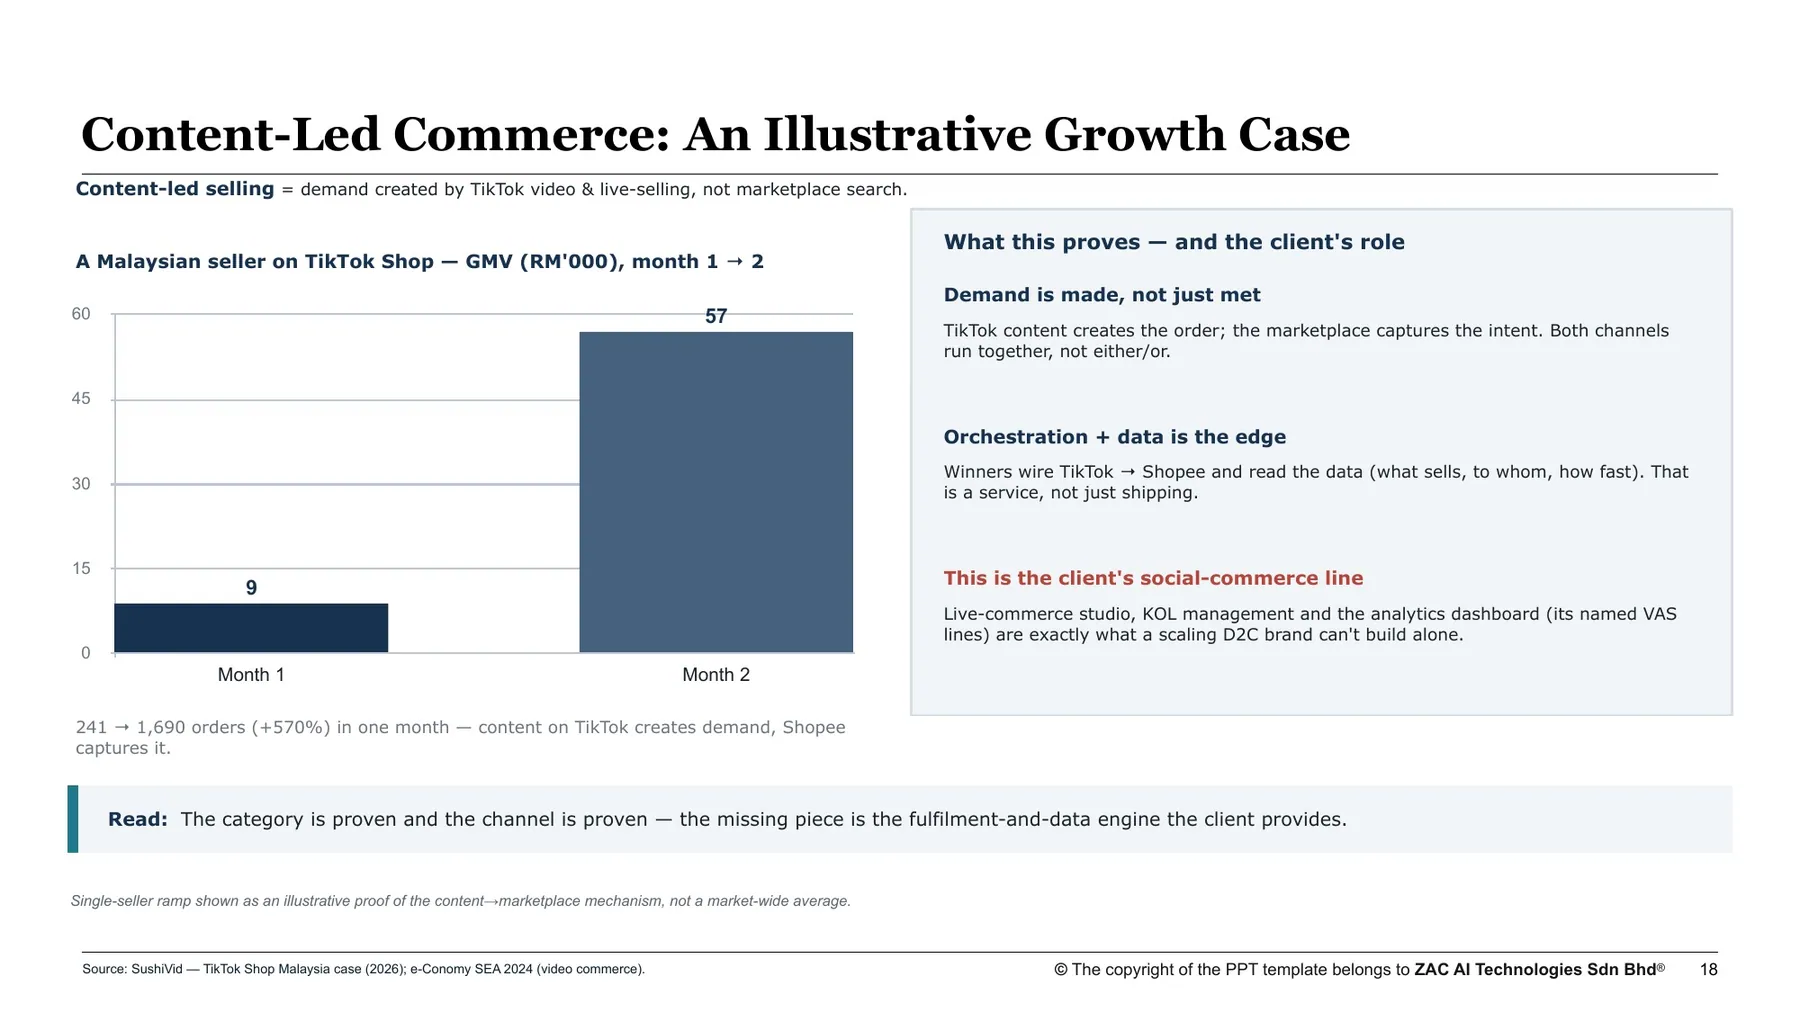 Content-Led Commerce: An Illustrative Growth Case
Content-led selling = demand created by TikTok video & live-selling, not marketplace search.
A Malaysian seller on TikTok Shop — GMV (RM'000), month 1 → 2
60
45
30
15
0
9
57
Month 1
Month 2
241 → 1,690 orders (+570%) in one month — content on TikTok creates demand, Shopee
captures it.
What this proves — and the client's role
Demand is made, not just met
TikTok content creates the order; the marketplace captures the intent. Both channels
run together, not either/or.
Orchestration + data is the edge
Winners wire TikTok → Shopee and read the data (what sells, to whom, how fast). That
is a service, not just shipping.
This is the client's social-commerce line
Live-commerce studio, KOL management and the analytics dashboard (its named VAS
lines) are exactly what a scaling D2C brand can't build alone.
Read: The category is proven and the channel is proven — the missing piece is the fulfilment-and-data engine the client provides.
Single-seller ramp shown as an illustrative proof of the content→marketplace mechanism, not a market-wide average.
Source: SushiVid — TikTok Shop Malaysia case (2026); e-Conomy SEA 2024 (video commerce).
© The copyright of the PPT template belongs to ZAC AI Technologies Sdn Bhd®
18